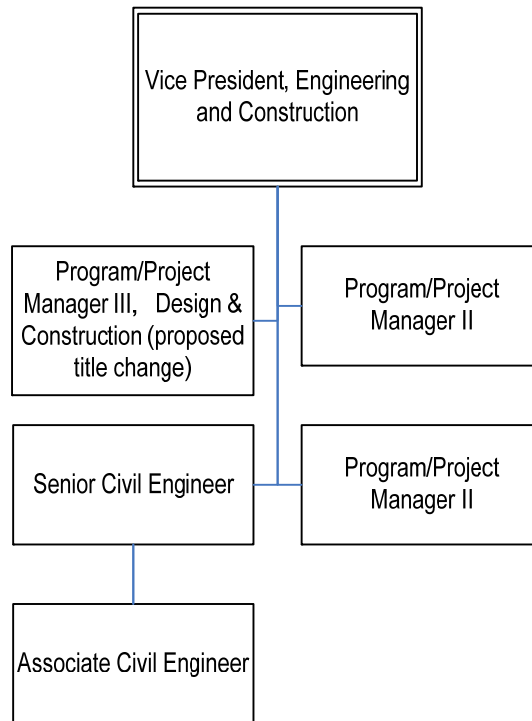 Vice President, Engineering
and Construction
Program/Project
Manager III, Design &
Construction (proposed
title change)
Program/Project
Manager II
Senior Civil Engineer
Program/Project
Manager II
Associate Civil Engineer